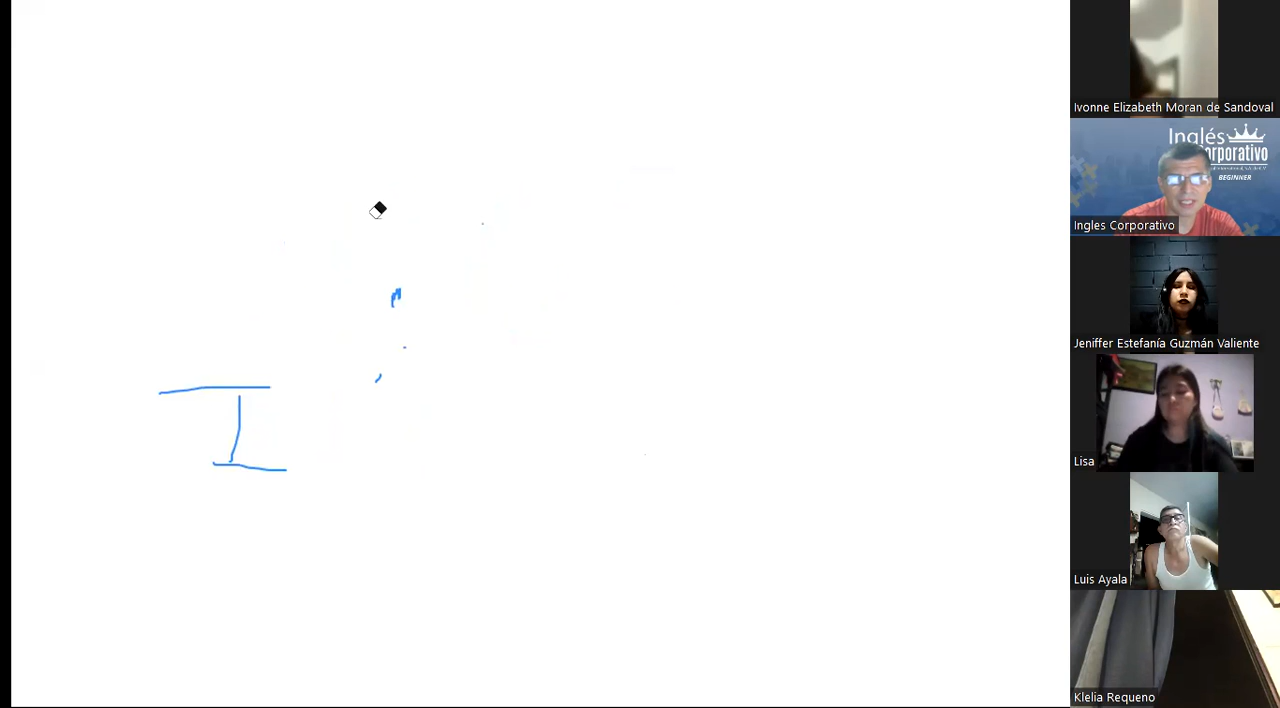 Ivonne Elizabeth Moran de Sandoval
Inglés
Corporativo
BEGINNER
Ingles Corporativo
Jeniffer Estefanía Guzmán Valiente
I
Lisa
Luis Ayala
Klelia Requeno